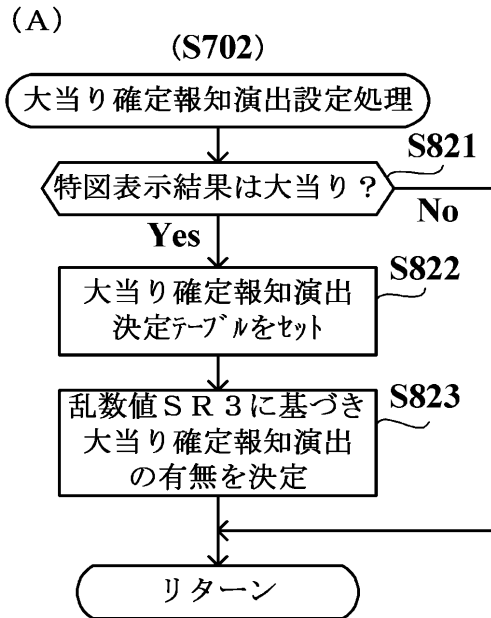 (A)
(S702)
大当り確定報知演出設定処理
S821
特図表示結果は大当り？
No
Yes
S822
大当り確定報知演出
決定ﾃｰﾌﾞﾙをｾｯﾄ
S823
乱数値ＳＲ３に基づき
大当り確定報知演出
の有無を決定
リターン